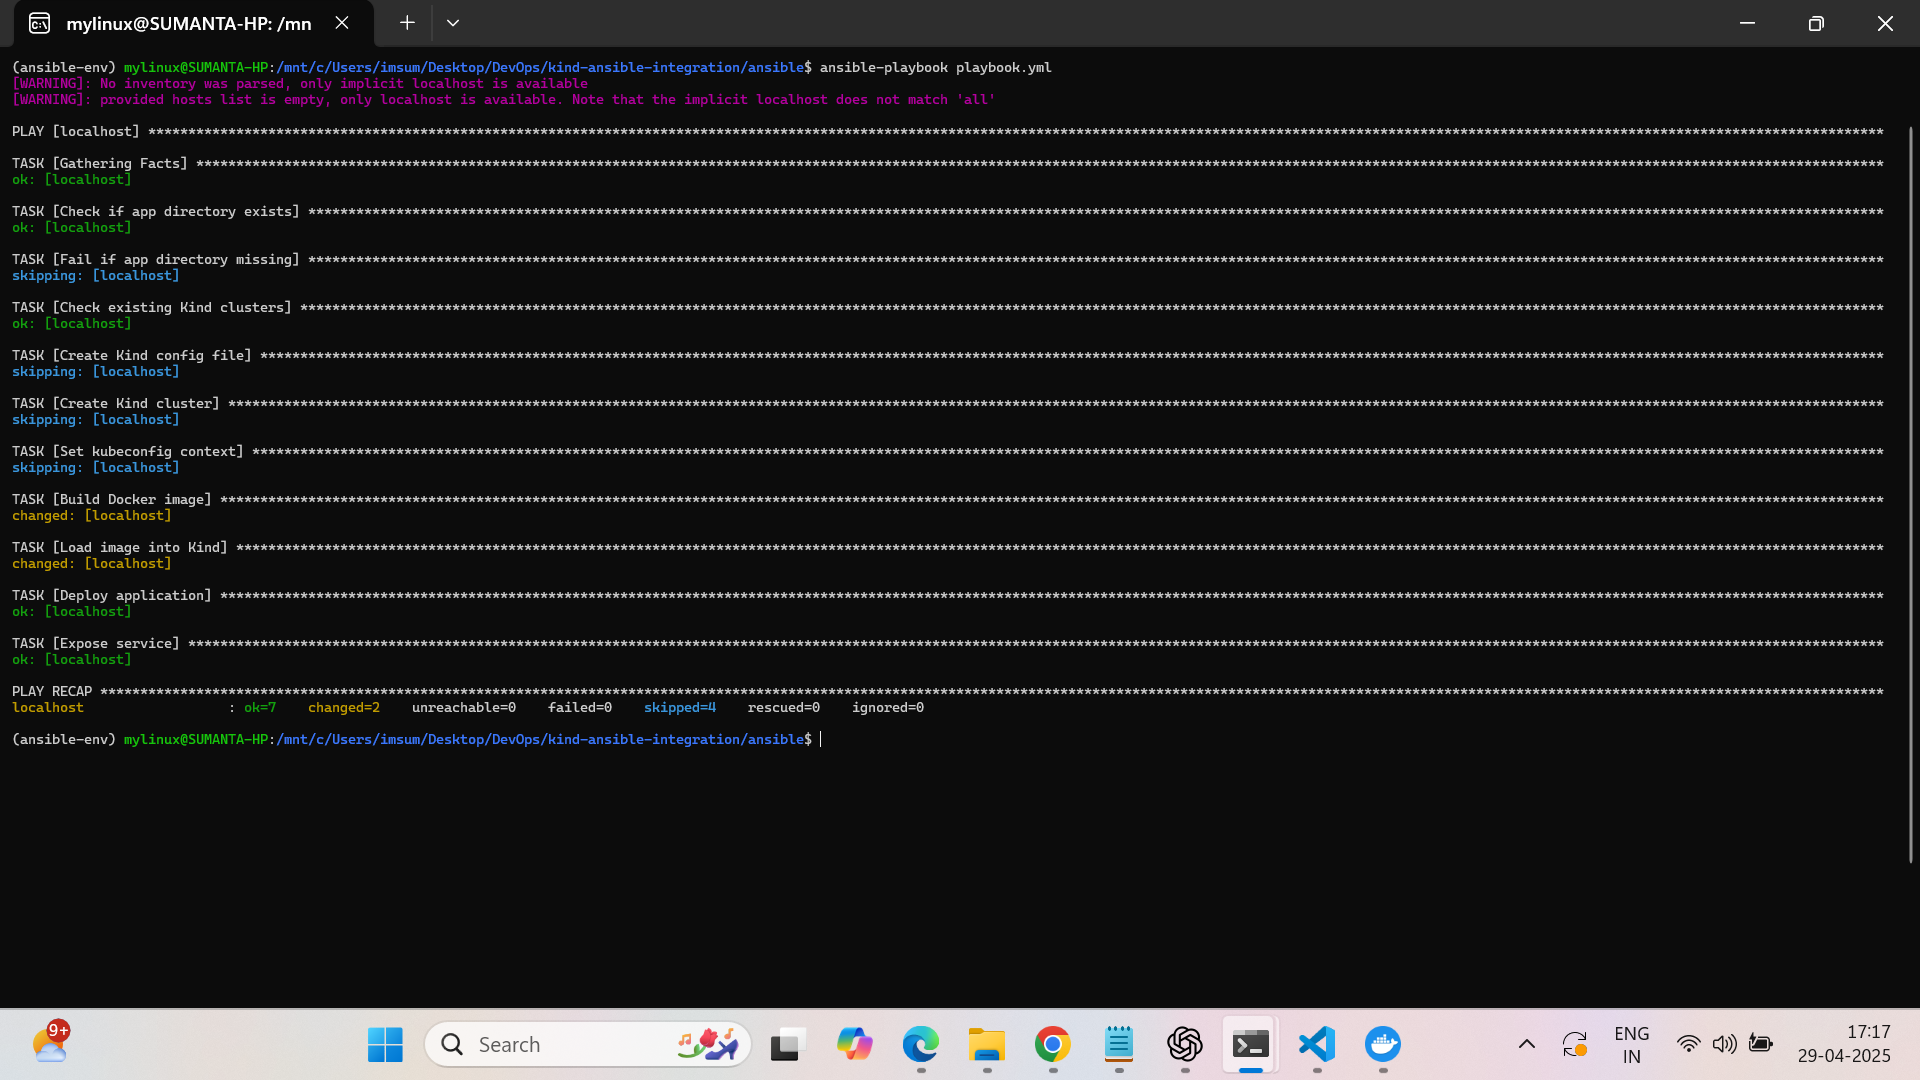 mylinux@SUMANTA-HP: /mn
(ansible-env) mylinux@SUMANTA-HP:/mnt/c/Users/imsum/Desktop/DevOps/kind-ansible-integration/ansible$ ansible-playbook playbook.yml
[WARNING]: No inventory was parsed, only implicit localhost is available
[WARNING]: provided hosts list is empty, only localhost is available. Note that the implicit localhost does not match 'all'
PLAY [localhost] ****************************************************************
TASK [Gathering Facts] ****************************************************************
ok: [localhost]
TASK [Check if app directory exists] ****************************************************************
ok: [localhost]
TASK [Fail if app directory missing] ****************************************************************
skipping: [localhost]
TASK [Check existing Kind clusters] ****************************************************************
ok: [localhost]
TASK [Create Kind config file] ****************************************************************
skipping: [localhost]
TASK [Create Kind cluster] ****************************************************************
skipping: [localhost]
TASK [Set kubeconfig context] ****************************************************************
skipping: [localhost]
TASK [Build Docker image] ****************************************************************
changed: [localhost]
TASK [Load image into Kind] ****************************************************************
changed: [localhost]
TASK [Deploy application] ****************************************************************
ok: [localhost]
TASK [Expose service] ****************************************************************
ok: [localhost]
PLAY RECAP ****************************************************************
localhost : ok=7 changed=2 unreachable=0 failed=0 skipped=4 rescued=0 ignored=0
(ansible-env) mylinux@SUMANTA-HP:/mnt/c/Users/imsum/Desktop/DevOps/kind-ansible-integration/ansible$
9+
Search
ENG
IN
17:17
29-04-2025